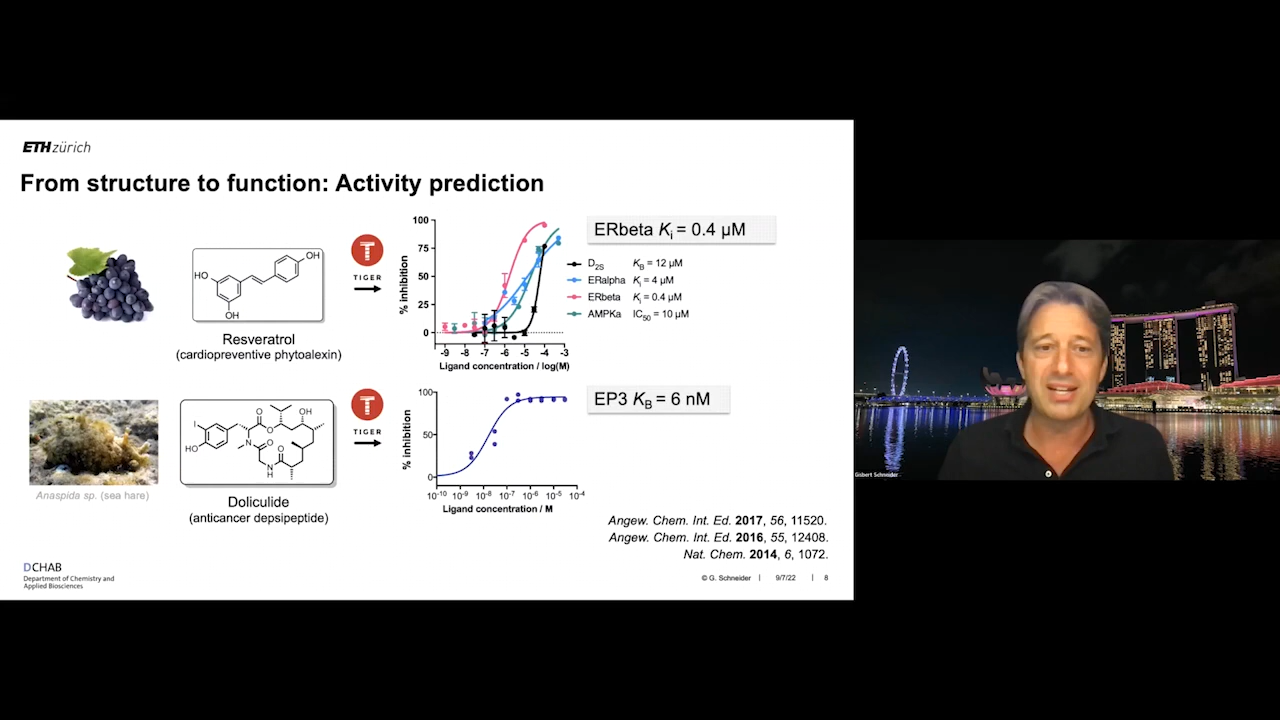 ETH zürich
From structure to function: Activity prediction
HO
OH
OH
Resveratrol
(cardiopreventive phytoalexin)
T
TIGER
% inhibition
100
75
50
25
0
-9 -8 -7 -6 -5 -4 -3
Ligand concentration / log(M)
ERbeta Ki = 0.4 µM
D2S KB = 12 µM
ERalpha Ki = 4 µM
ERbeta Ki = 0.4 µM
AMPKa IC50 = 10 µM
Anaspida sp. (sea hare)
I
HO
O
O
OH
N
O
O
N
H
O
Doliculide
(anticancer depsipeptide)
T
TIGER
% inhibition
100
50
0
10-10 10-9 10-8 10-7 10-6 10-5 10-4
Ligand concentration / M
EP3 KB = 6 nM
Angew. Chem. Int. Ed. 2017, 56, 11520.
Angew. Chem. Int. Ed. 2016, 55, 12408.
Nat. Chem. 2014, 6, 1072.
DCHAB
Department of Chemistry and
Applied Biosciences
© G. Schneider | 9/7/22 | 8
Gisbert Schneider